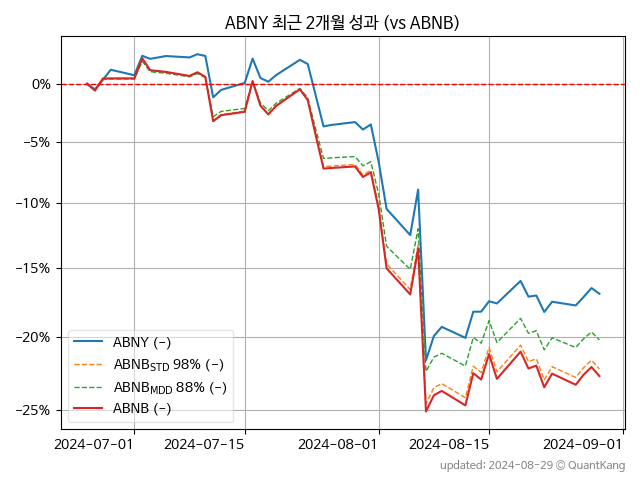 ABNY 최근 2개월 성과 (vs ABNB)
0%
−5%
−10%
−15%
−20%
−25%
ABNY (−)
ABNB_STD 98% (−)
ABNB_MDD 88% (−)
ABNB (−)
2024-07-01
2024-07-15
2024-08-01
2024-08-15
2024-09-01
updated: 2024-08-29 © QuantKang